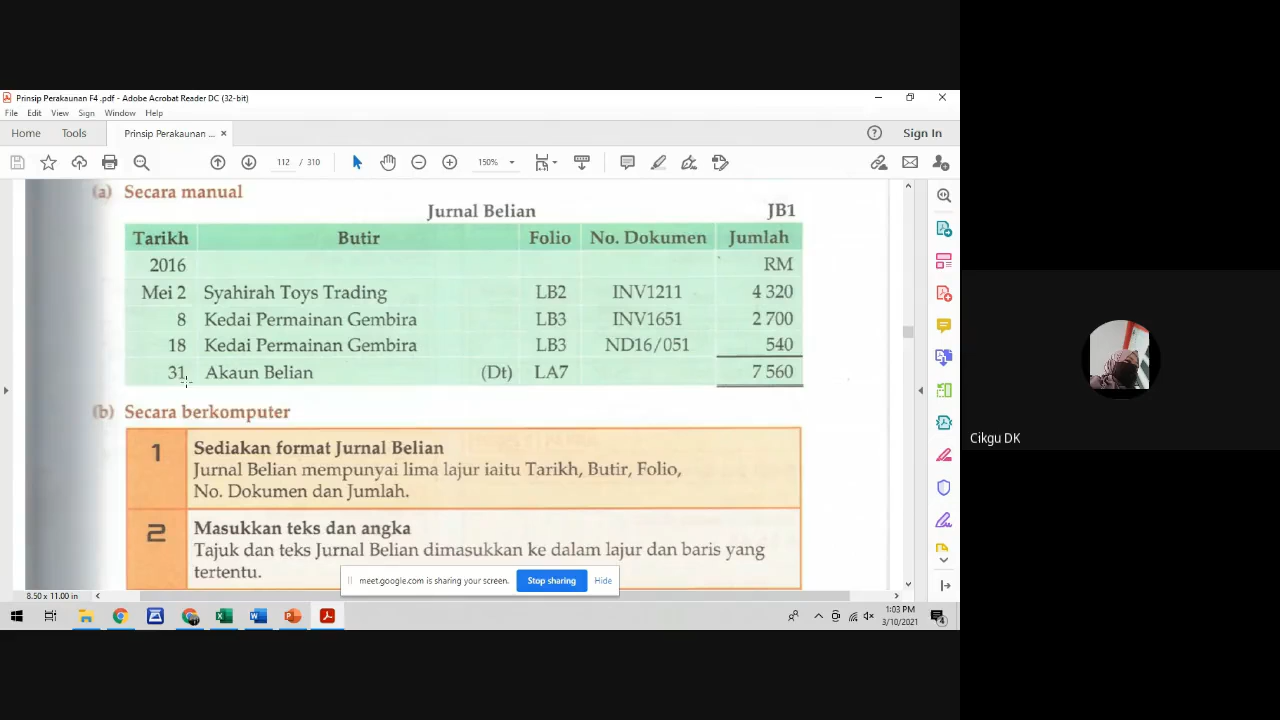 Prinsip Perakaunan F4 .pdf - Adobe Acrobat Reader DC (32-bit)
File Edit View Sign Window Help
Home Tools Prinsip Perakaunan ... × Sign In
112 / 310 150%
(a) Secara manual
Jurnal Belian JB1
Tarikh Butir Folio No. Dokumen Jumlah
2016 RM
Mei 2 Syahirah Toys Trading LB2 INV1211 4 320
8 Kedai Permainan Gembira LB3 INV1651 2 700
18 Kedai Permainan Gembira LB3 ND16/051 540
31 Akaun Belian (Dt) LA7 7 560
(b) Secara berkomputer
1 Sediakan format Jurnal Belian
Jurnal Belian mempunyai lima lajur iaitu Tarikh, Butir, Folio,
No. Dokumen dan Jumlah.
2 Masukkan teks dan angka
Tajuk dan teks Jurnal Belian dimasukkan ke dalam lajur dan baris yang
tertentu.
meet.google.com is sharing your screen. Stop sharing Hide
8.50 x 11.00 in
1:03 PM
3/10/2021
4
Cikgu DK